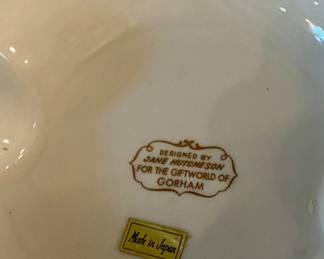 DESIGNED BY
JANE HUTCHESON
FOR THE GIFTWORLD OF
GORHAM
Made in Japan